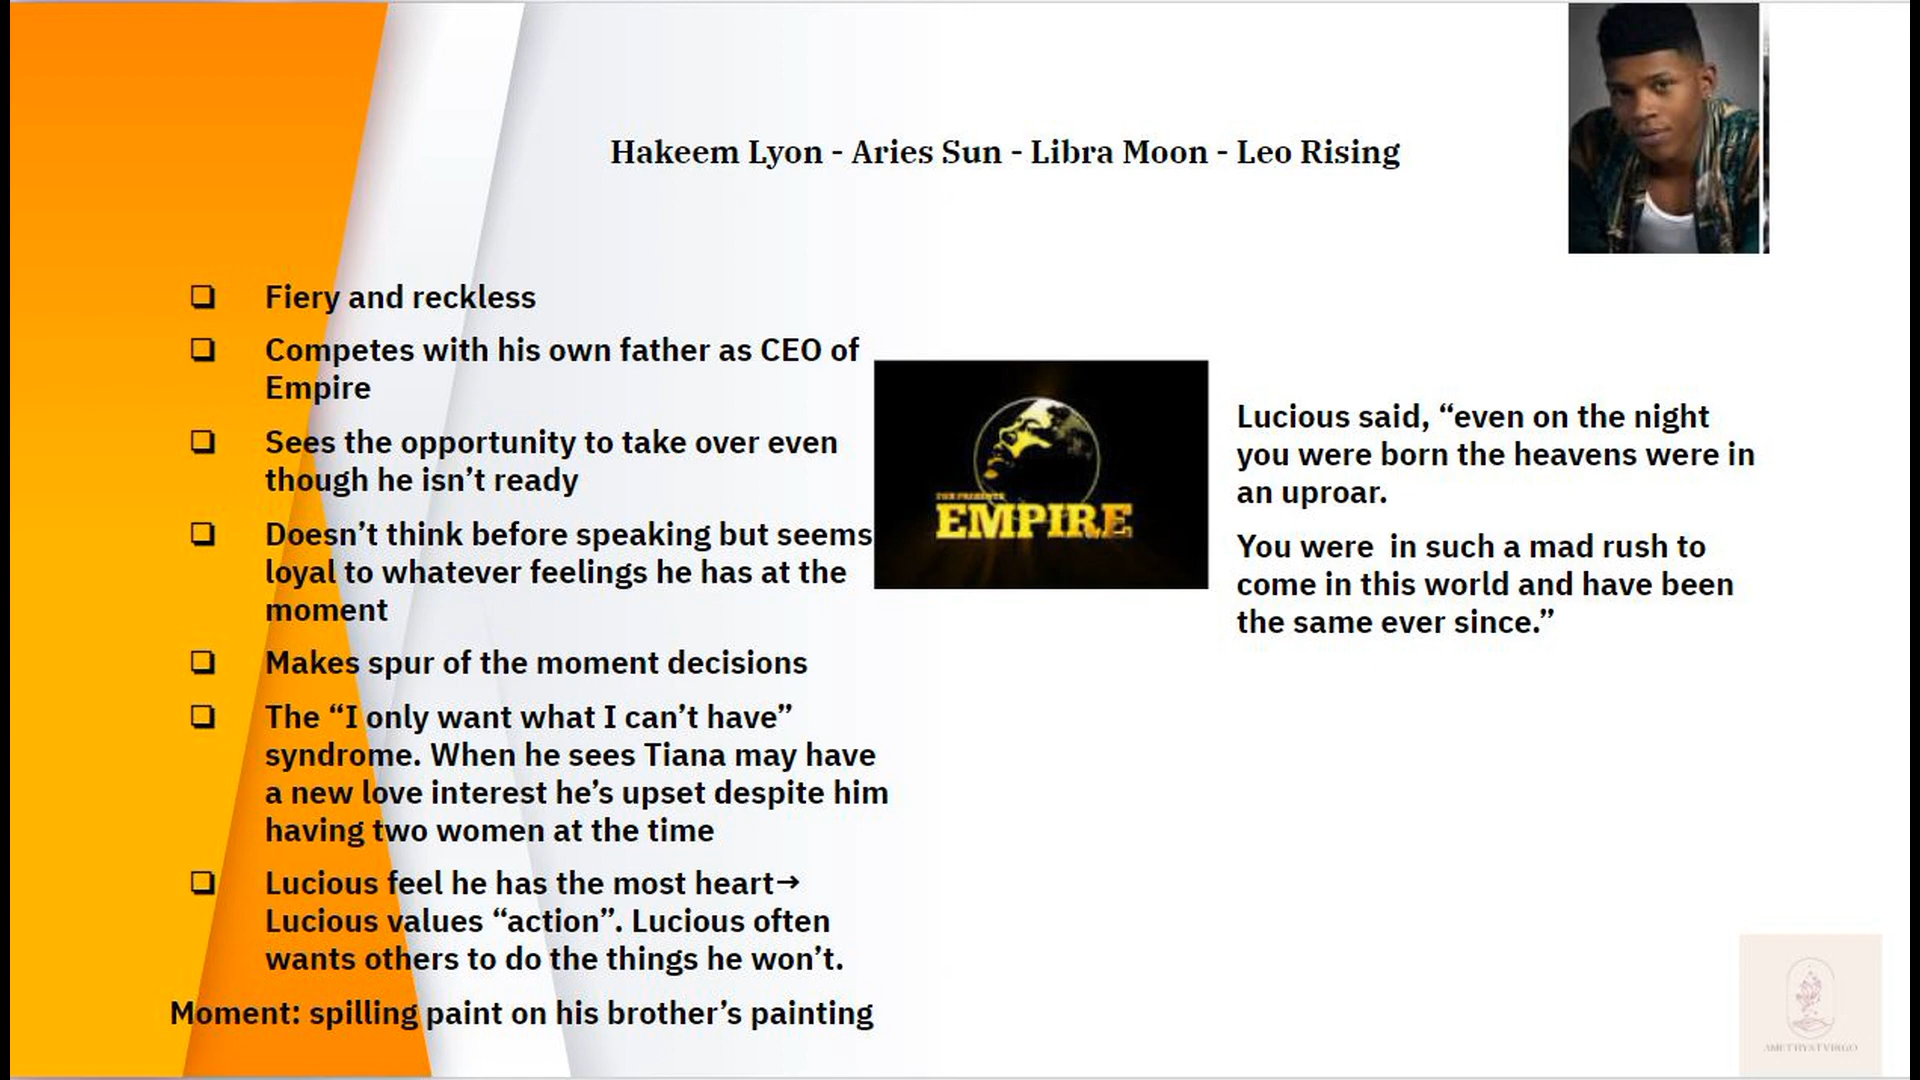 Hakeem Lyon - Aries Sun - Libra Moon - Leo Rising
❑ Fiery and reckless
❑ Competes with his own father as CEO of
Empire
❑ Sees the opportunity to take over even
though he isn’t ready
❑ Doesn’t think before speaking but seems
loyal to whatever feelings he has at the
moment
❑ Makes spur of the moment decisions
❑ The “I only want what I can’t have”
syndrome. When he sees Tiana may have
a new love interest he’s upset despite him
having two women at the time
❑ Lucious feel he has the most heart→
Lucious values “action”. Lucious often
wants others to do the things he won’t.
Moment: spilling paint on his brother’s painting
FOX PRESENTS
EMPIRE
Lucious said, “even on the night
you were born the heavens were in
an uproar.
You were  in such a mad rush to
come in this world and have been
the same ever since.”
AMETHYSTVIRGO